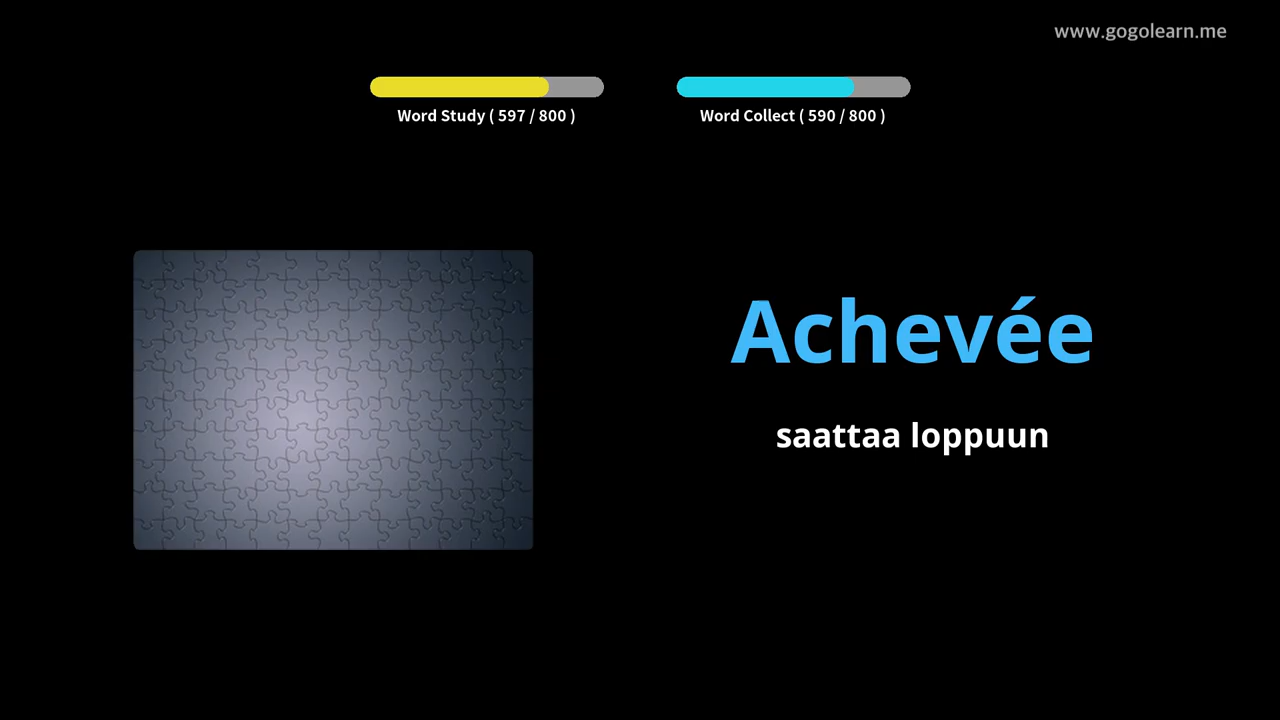 www.gogolearn.me
Word Study ( 597 / 800 )
Word Collect ( 590 / 800 )
Achevée
saattaa loppuun